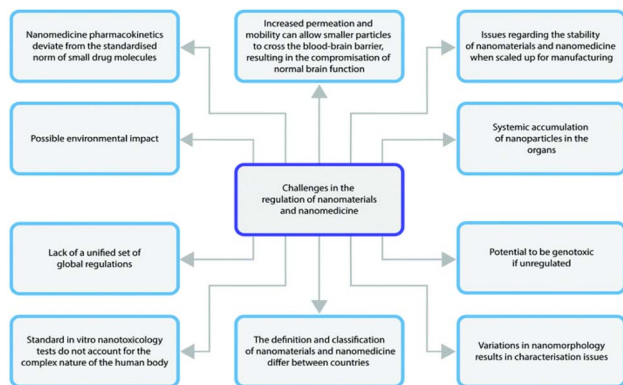 Nanomedicine pharmacokinetics
deviate from the standardised
norm of small drug molecules
Increased permeation and
mobility can allow smaller particles
to cross the blood-brain barrier,
resulting in the compromisation of
normal brain function
Issues regarding the stability
of nanomaterials and nanomedicine
when scaled up for manufacturing
Possible environmental impact
Systemic accumulation
of nanoparticles in the
organs
Challenges in the
regulation of nanomaterials
and nanomedicine
Lack of a unified set of
global regulations
Potential to be genotoxic
if unregulated
Standard in vitro nanotoxicology
tests do not account for the
complex nature of the human body
The definition and classification
of nanomaterials and nanomedicine
differ between countries
Variations in nanomorphology
results in characterisation issues